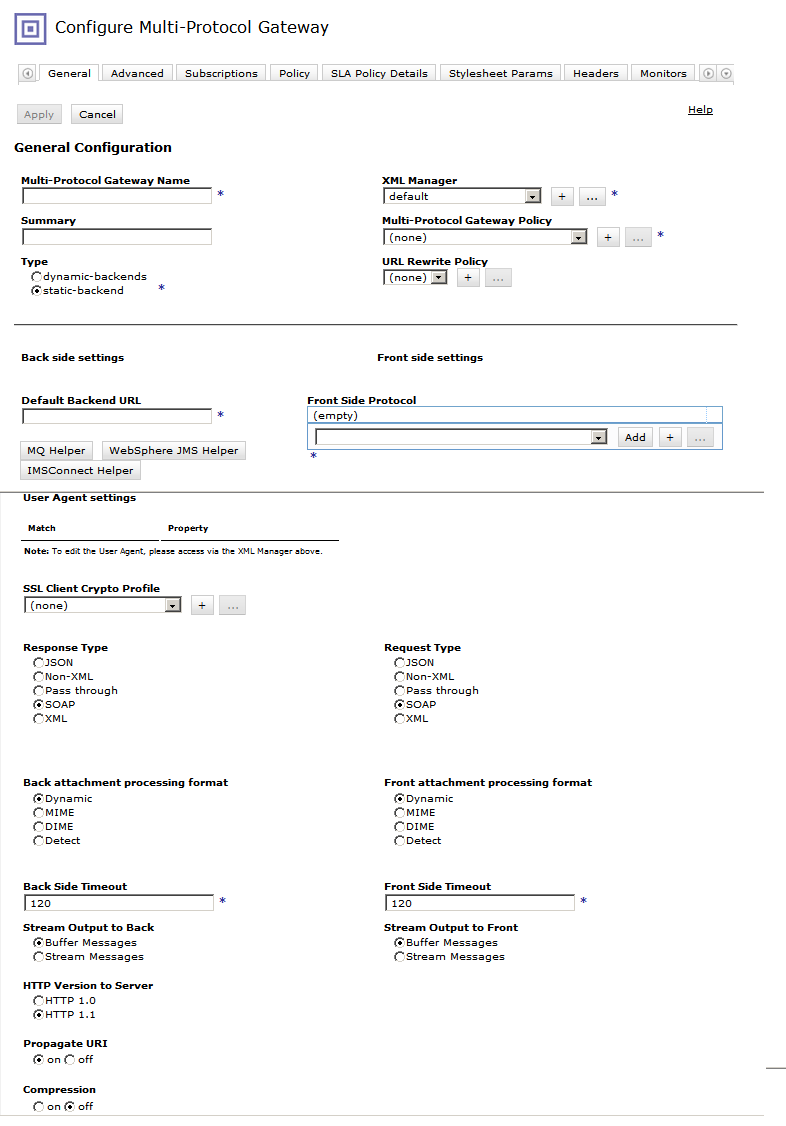 Configure Multi-Protocol Gateway
General Advanced Subscriptions Policy SLA Policy Details Stylesheet Params Headers Monitors
Apply Cancel Help
General Configuration
Multi-Protocol Gateway Name XML Manager
* default + ... *
Summary Multi-Protocol Gateway Policy
(none) + ... *
Type URL Rewrite Policy
dynamic-backends (none) + ...
static-backend *
Back side settings Front side settings
Default Backend URL Front Side Protocol
* (empty)
MQ Helper WebSphere JMS Helper Add + ...
IMSConnect Helper *
User Agent settings
Match Property
Note: To edit the User Agent, please access via the XML Manager above.
SSL Client Crypto Profile
(none) + ...
Response Type Request Type
JSON JSON
Non-XML Non-XML
Pass through Pass through
SOAP SOAP
XML XML
Back attachment processing format Front attachment processing format
Dynamic Dynamic
MIME MIME
DIME DIME
Detect Detect
Back Side Timeout Front Side Timeout
120 * 120 *
Stream Output to Back Stream Output to Front
Buffer Messages Buffer Messages
Stream Messages Stream Messages
HTTP Version to Server
HTTP 1.0
HTTP 1.1
Propagate URI
on off
Compression
on off